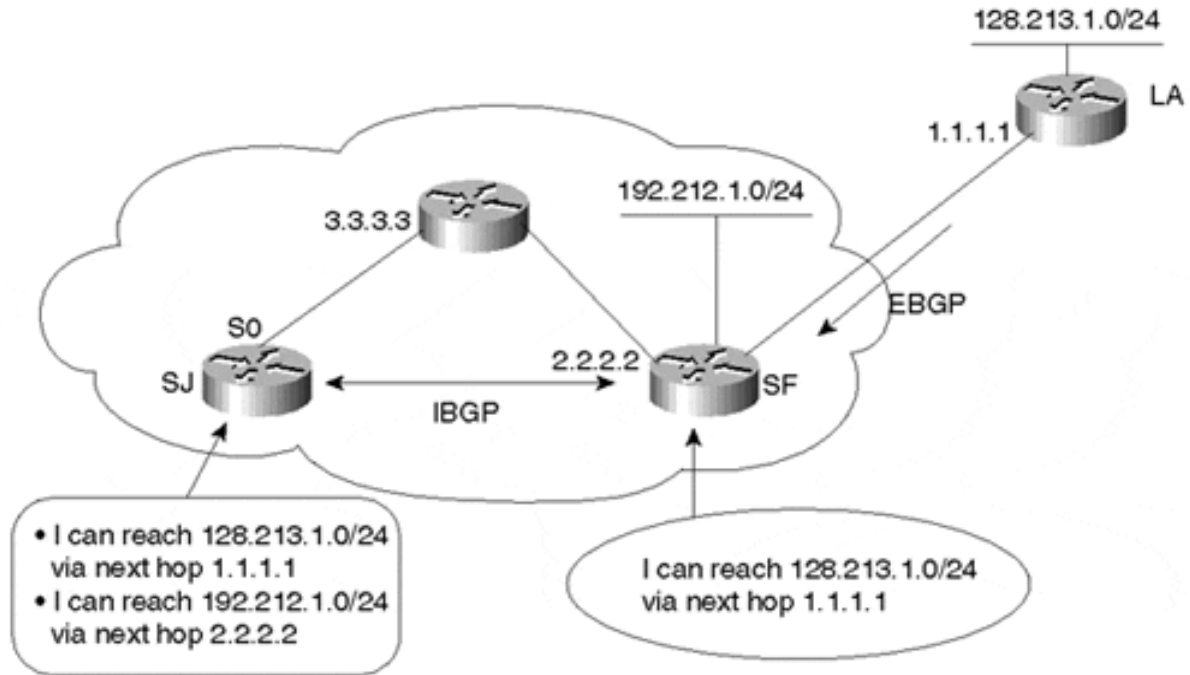 128.213.1.0/24
LA
1.1.1.1
192.212.1.0/24
3.3.3.3
EBGP
S0
2.2.2.2
SJ
SF
IBGP
• I can reach 128.213.1.0/24
via next hop 1.1.1.1
• I can reach 192.212.1.0/24
via next hop 2.2.2.2
I can reach 128.213.1.0/24
via next hop 1.1.1.1